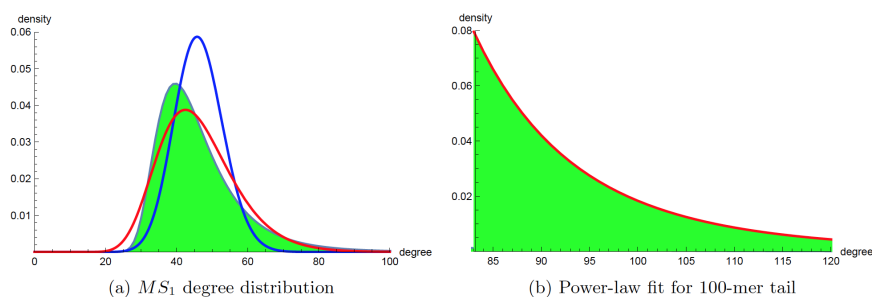 density
0.06
0.05
0.04
0.03
0.02
0.01
0 20 40 60 80 100
degree
(a) MS₁ degree distribution
density
0.08
0.06
0.04
0.02
85 90 95 100 105 110 115 120
degree
(b) Power-law fit for 100-mer tail